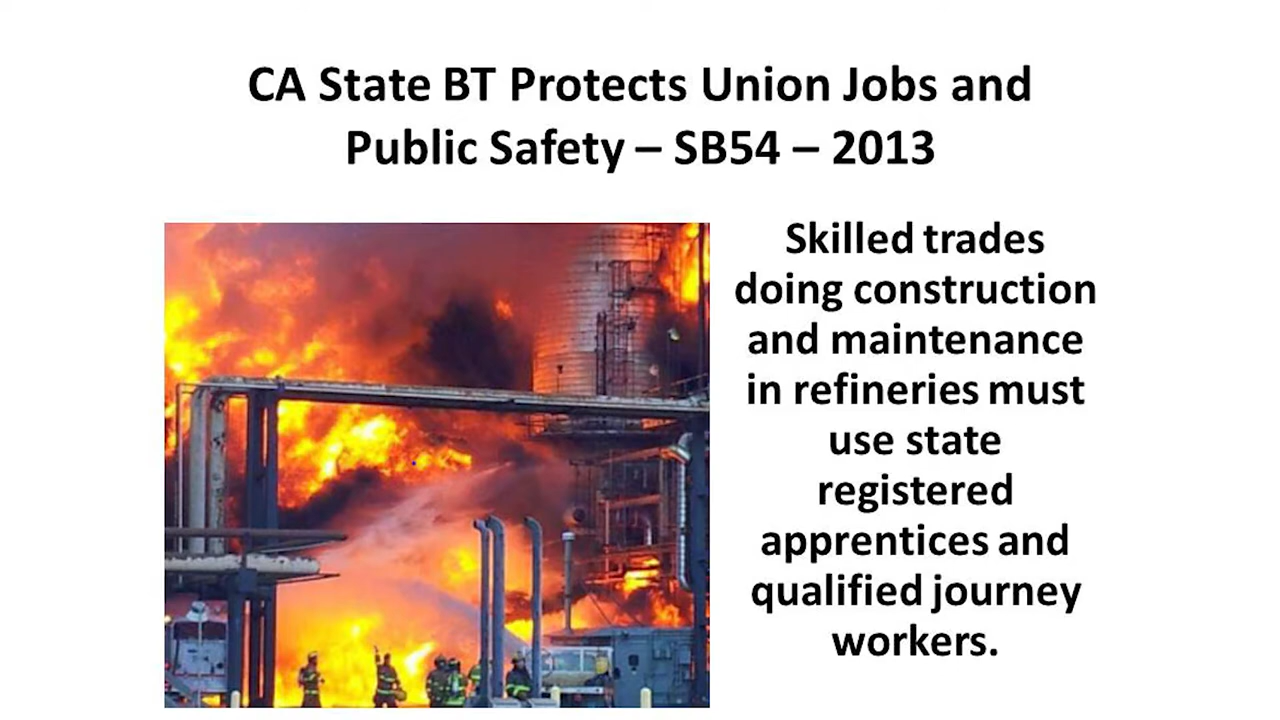 CA State BT Protects Union Jobs and
Public Safety – SB54 – 2013
Skilled trades
doing construction
and maintenance
in refineries must
use state
registered
apprentices and
qualified journey
workers.